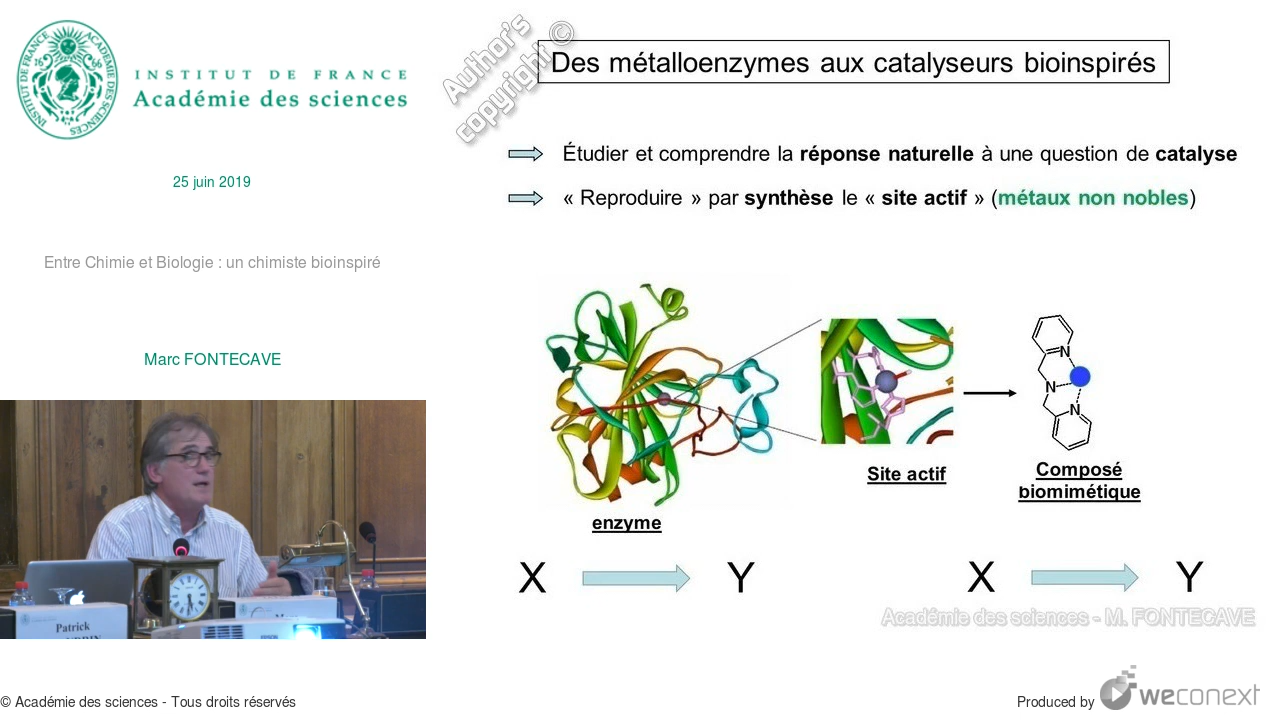 INSTITUT DE FRANCE
Académie des sciences
25 juin 2019
Entre Chimie et Biologie : un chimiste bioinspiré
Marc FONTECAVE
Patrick
Author's
copyright ©
Des métalloenzymes aux catalyseurs bioinspirés
Étudier et comprendre la réponse naturelle à une question de catalyse
« Reproduire » par synthèse le « site actif » (métaux non nobles)
N
N
N
Site actif
Composé
biomimétique
enzyme
X
Y
X
Y
Académie des sciences - M. FONTECAVE
© Académie des sciences - Tous droits réservés
Produced by
weconext